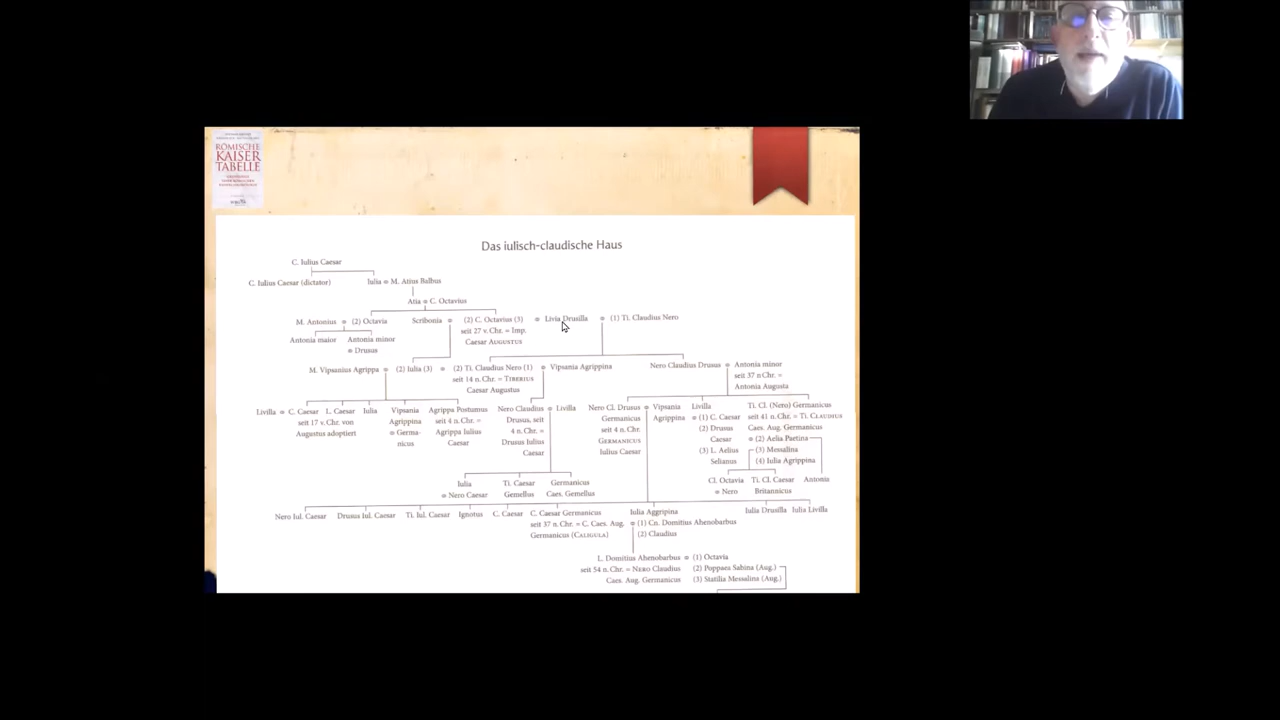 RÖMISCHE
KAISER
TABELLE
Das iulisch-claudische Haus
C. Iulius Caesar
C. Iulius Caesar (dictator)
Iulia ⚭ M. Atius Balbus
Atia ⚭ C. Octavius
M. Antonius ⚭ (2) Octavia
Scribonia ⚭ (2) C. Octavius (3) ⚭ Livia Drusilla ⚭ (1) Ti. Claudius Nero
seit 27 v. Chr. = Imp.
Caesar AUGUSTUS
Antonia maior
Antonia minor
⚭ Drusus
M. Vipsanius Agrippa ⚭ (2) Iulia (3) ⚭ (2) Ti. Claudius Nero (1) ⚭ Vipsania Agrippina
seit 14 n. Chr. = TIBERIUS
Caesar Augustus
Nero Claudius Drusus ⚭ Antonia minor
seit 37 n Chr. =
Antonia Augusta
Livilla ⚭ C. Caesar
seit 17 v. Chr. von
Augustus adoptiert
L. Caesar
Iulia
Vipsania
Agrippina
⚭ Germa-
nicus
Agrippa Postumus
seit 4 n. Chr. =
Agrippa Iulius
Caesar
Nero Claudius ⚭ Livilla
Drusus, seit
4 n. Chr. =
Drusus Iulius
Caesar
Nero Cl. Drusus ⚭ Vipsania
Germanicus Agrippina
seit 4 n. Chr.
GERMANICUS
Iulius Caesar
Livilla
⚭ (1) C. Caesar
(2) Drusus
Caesar
(3) L. Aelius
Seianus
Ti. Cl. (Nero) Germanicus
seit 41 n. Chr. = Ti. CLAUDIUS
Caes. Aug. Germanicus
⚭ (2) Aelia Paetina
(3) Messalina
(4) Iulia Agrippina
Iulia
⚭ Nero Caesar
Ti. Caesar
Gemellus
Germanicus
Caes. Gemellus
Cl. Octavia
⚭ Nero
Ti. Cl. Caesar
Britannicus
Antonia
Nero Iul. Caesar
Drusus Iul. Caesar
Ti. Iul. Caesar
Ignotus
C. Caesar
C. Caesar Germanicus
seit 37 n. Chr. = C. Caes. Aug.
Germanicus (CALIGULA)
Iulia Aggripina
⚭ (1) Cn. Domitius Ahenobarbus
(2) Claudius
Iulia Drusilla
Iulia Livilla
L. Domitius Ahenobarbus ⚭ (1) Octavia
seit 54 n. Chr. = NERO Claudius
Caes. Aug. Germanicus
(2) Poppaea Sabina (Aug.)
(3) Statilia Messalina (Aug.)